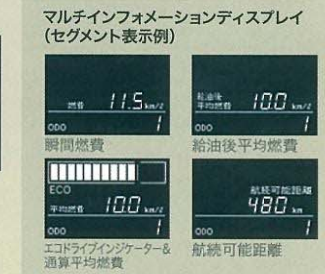 マルチインフォメーションディスプレイ
(セグメント表示例)
燃費 11.5 km/L
ODO 1
瞬間燃費
給油後
平均燃費 10.0 km/L
ODO 1
給油後平均燃費
ECO
平均燃費 10.0 km/L
ODO 1
エコドライブインジケーター&
通算平均燃費
航続可能距離
480 km
ODO 1
航続可能距離